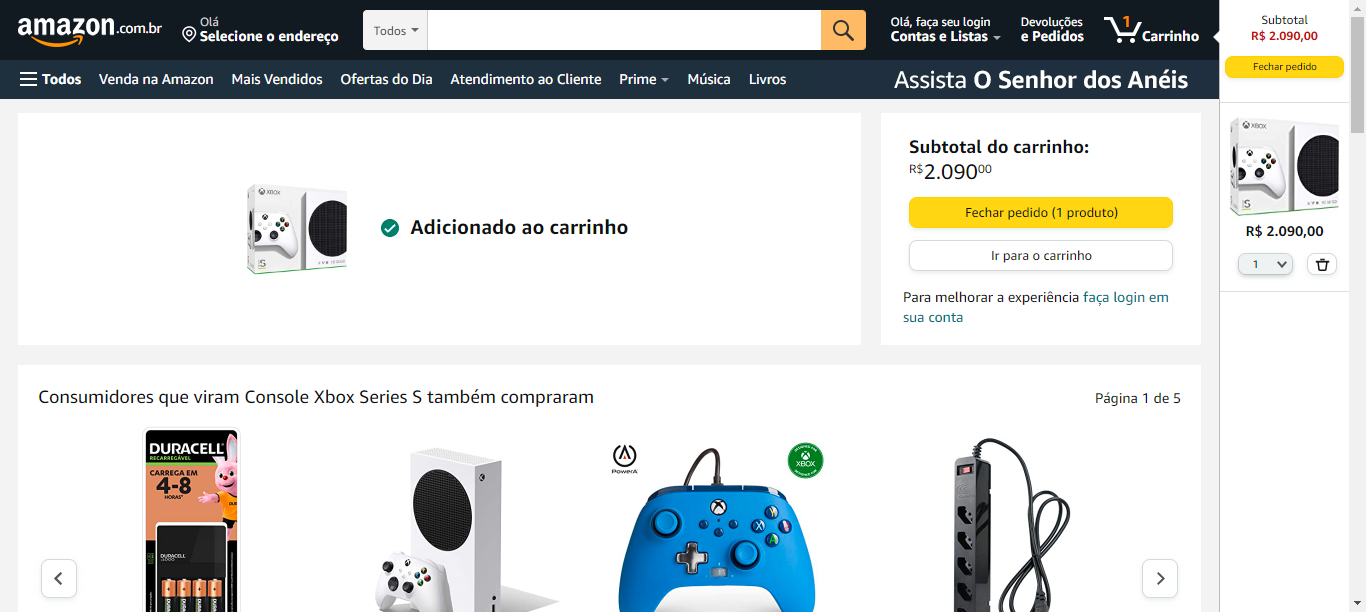 amazon.com.br
Olá
Selecione o endereço
Todos
Olá, faça seu login
Contas e Listas
Devoluções
e Pedidos
1
Carrinho
Subtotal
R$ 2.090,00
Fechar pedido
Todos
Venda na Amazon
Mais Vendidos
Ofertas do Dia
Atendimento ao Cliente
Prime
Música
Livros
Assista O Senhor dos Anéis
XBOX
S
Adicionado ao carrinho
Subtotal do carrinho:
R$2.09000
Fechar pedido (1 produto)
Ir para o carrinho
Para melhorar a experiência faça login em
sua conta
XBOX
S
R$ 2.090,00
1
Consumidores que viram Console Xbox Series S também compraram
Página 1 de 5
DURACELL
RECARREGÁVEL
CARREGA EM
4-8
HORAS*
DURACELL
PowerA
XBOX
X
Y
B
A